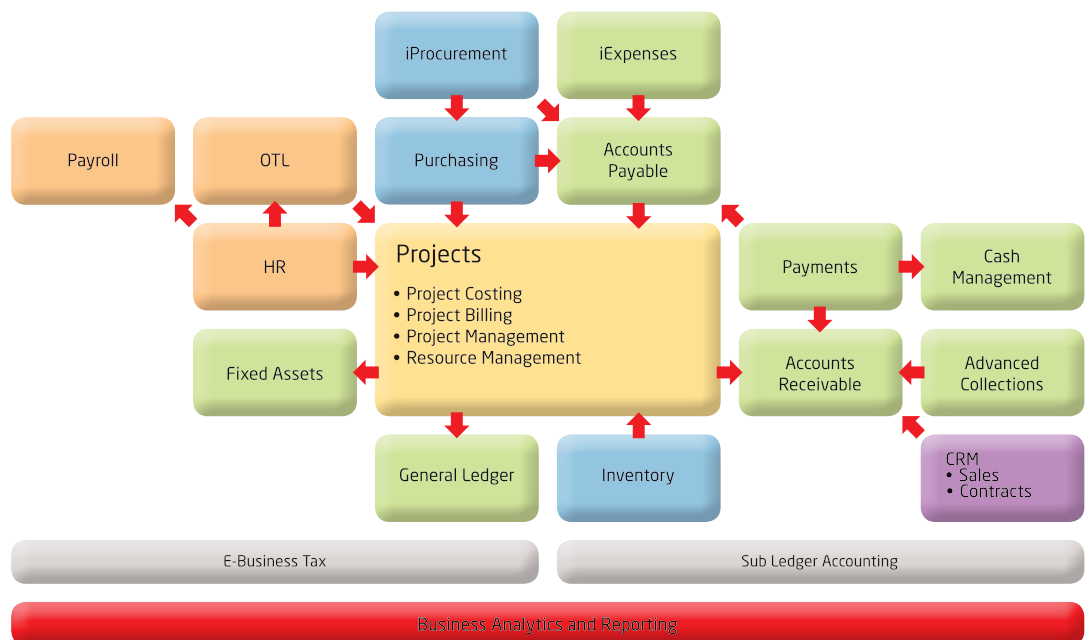 iProcurement
iExpenses
Payroll
OTL
Purchasing
Accounts
Payable
HR
Projects
• Project Costing
• Project Billing
• Project Management
• Resource Management
Payments
Cash
Management
Fixed Assets
Accounts
Receivable
Advanced
Collections
General Ledger
Inventory
CRM
• Sales
• Contracts
E-Business Tax
Sub Ledger Accounting
Business Analytics and Reporting